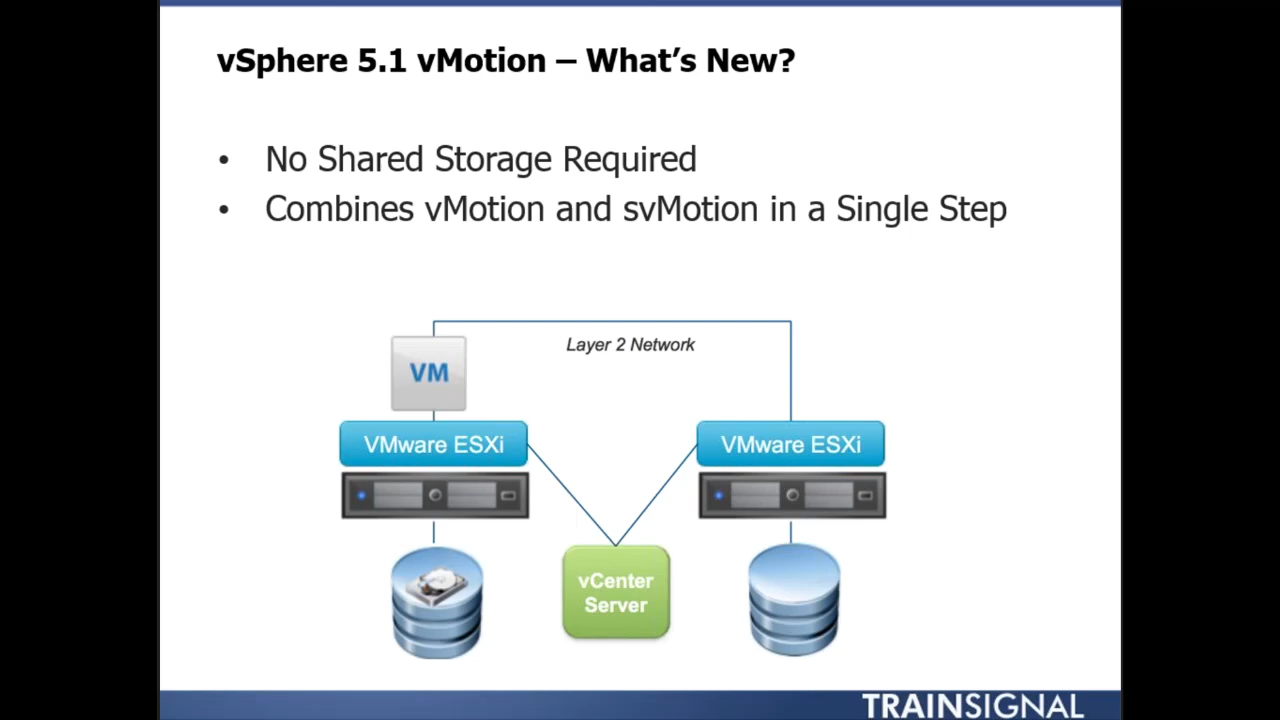 vSphere 5.1 vMotion – What's New?
• No Shared Storage Required
• Combines vMotion and svMotion in a Single Step
Layer 2 Network
VM
VMware ESXi
VMware ESXi
vCenter
Server
TRAINSIGNAL